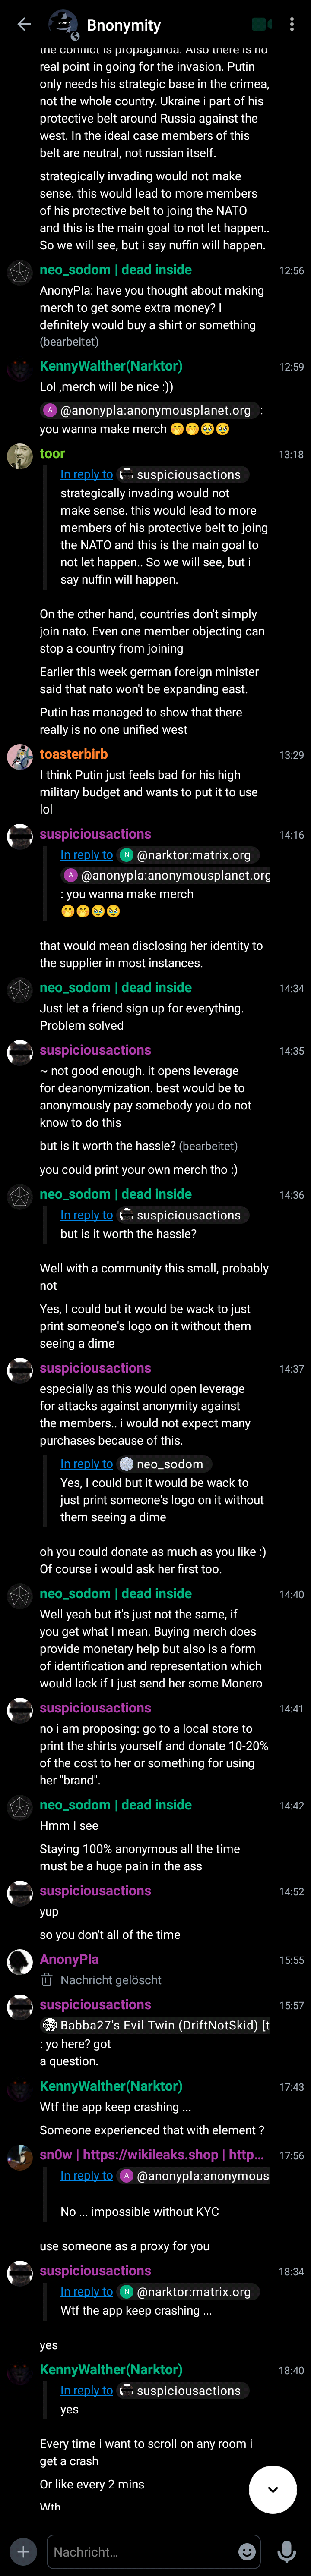 Bnonymity
the conflict is propaganda. Also there is no
real point in going for the invasion. Putin
only needs his strategic base in the crimea,
not the whole country. Ukraine i part of his
protective belt around Russia against the
west. In the ideal case members of this
belt are neutral, not russian itself.
strategically invading would not make
sense. this would lead to more members
of his protective belt to joing the NATO
and this is the main goal to not let happen..
So we will see, but i say nuffin will happen.
neo_sodom | dead inside 12:56
AnonyPla: have you thought about making
merch to get some extra money? I
definitely would buy a shirt or something
(bearbeitet)
KennyWalther(Narktor) 12:59
Lol ,merch will be nice :))
A @anonypla:anonymousplanet.org :
you wanna make merch 🤭🤭🥹🥹
toor 13:18
In reply to suspiciousactions
strategically invading would not
make sense. this would lead to more
members of his protective belt to joing
the NATO and this is the main goal to
not let happen.. So we will see, but i
say nuffin will happen.
On the other hand, countries don't simply
join nato. Even one member objecting can
stop a country from joining
Earlier this week german foreign minister
said that nato won't be expanding east.
Putin has managed to show that there
really is no one unified west
toasterbirb 13:29
I think Putin just feels bad for his high
military budget and wants to put it to use
lol
suspiciousactions 14:16
In reply to N @narktor:matrix.org
A @anonypla:anonymousplanet.org
: you wanna make merch
🤭🤭🥹🥹
that would mean disclosing her identity to
the supplier in most instances.
neo_sodom | dead inside 14:34
Just let a friend sign up for everything.
Problem solved
suspiciousactions 14:35
~ not good enough. it opens leverage
for deanonymization. best would be to
anonymously pay somebody you do not
know to do this
but is it worth the hassle? (bearbeitet)
you could print your own merch tho :)
neo_sodom | dead inside 14:36
In reply to suspiciousactions
but is it worth the hassle?
Well with a community this small, probably
not
Yes, I could but it would be wack to just
print someone's logo on it without them
seeing a dime
suspiciousactions 14:37
especially as this would open leverage
for attacks against anonymity against
the members.. i would not expect many
purchases because of this.
In reply to neo_sodom
Yes, I could but it would be wack to
just print someone's logo on it without
them seeing a dime
oh you could donate as much as you like :)
Of course i would ask her first too.
neo_sodom | dead inside 14:40
Well yeah but it's just not the same, if
you get what I mean. Buying merch does
provide monetary help but also is a form
of identification and representation which
would lack if I just send her some Monero
suspiciousactions 14:41
no i am proposing: go to a local store to
print the shirts yourself and donate 10-20%
of the cost to her or something for using
her "brand".
neo_sodom | dead inside 14:42
Hmm I see
Staying 100% anonymous all the time
must be a huge pain in the ass
suspiciousactions 14:52
yup
so you don't all of the time
AnonyPla 15:55
Nachricht gelöscht
suspiciousactions 15:57
Babba27's Evil Twin (DriftNotSkid) [t
: yo here? got
a question.
KennyWalther(Narktor) 17:43
Wtf the app keep crashing ...
Someone experienced that with element ?
sn0w | https://wikileaks.shop | http... 17:56
In reply to A @anonypla:anonymous
No ... impossible without KYC
use someone as a proxy for you
suspiciousactions 18:34
In reply to N @narktor:matrix.org
Wtf the app keep crashing ...
yes
KennyWalther(Narktor) 18:40
In reply to suspiciousactions
yes
Every time i want to scroll on any room i
get a crash
Or like every 2 mins
Wth
Nachricht...